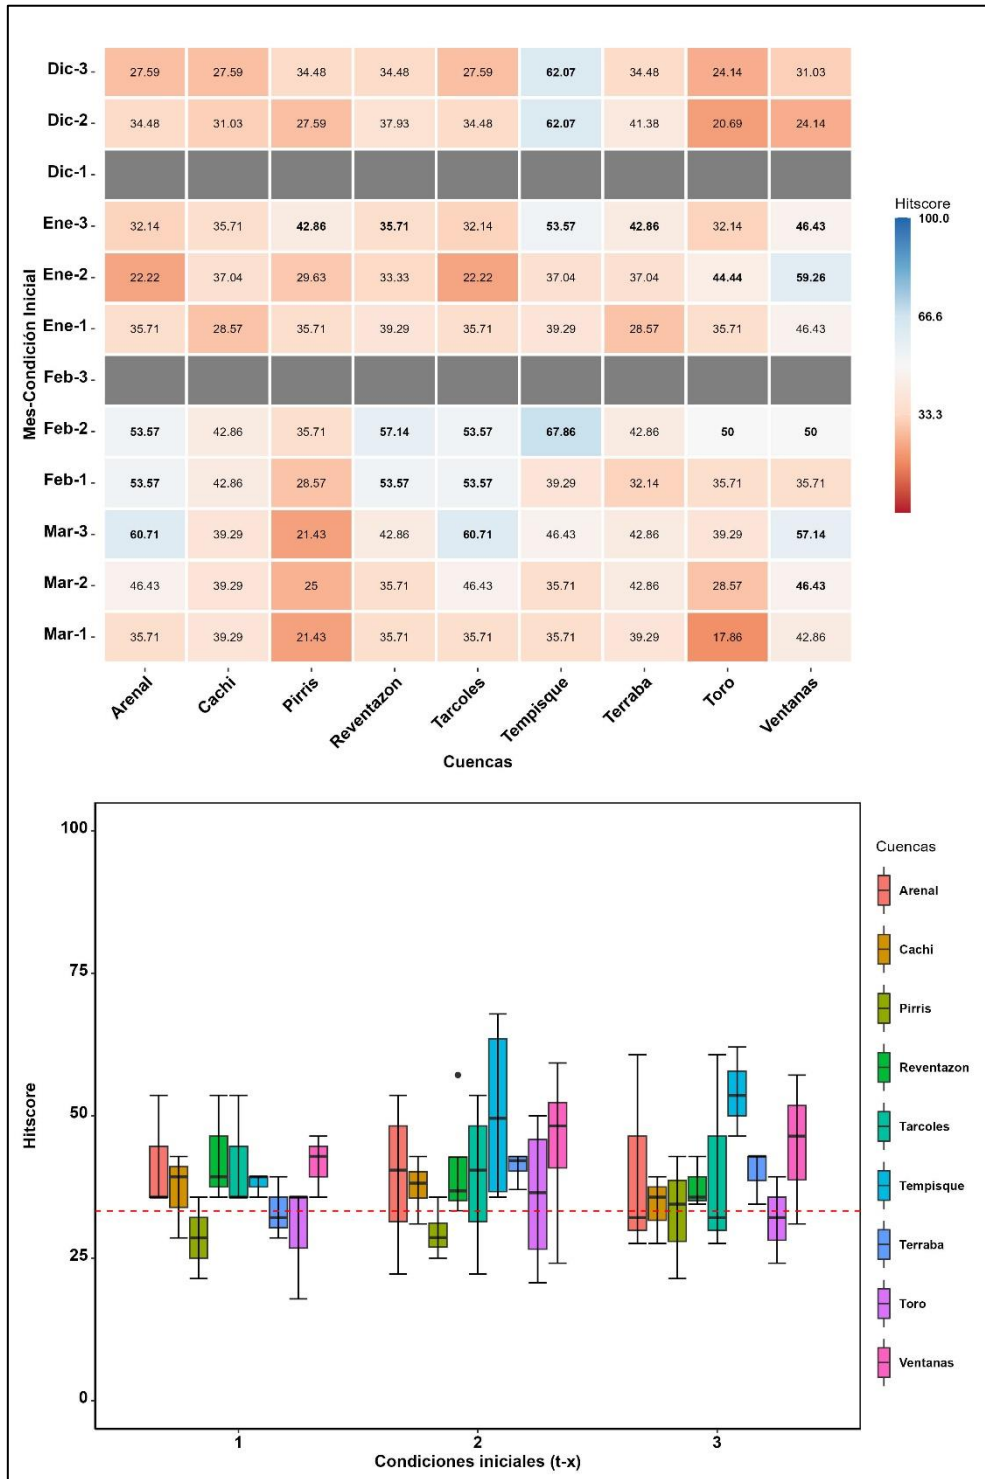 Dic-3 27.59 27.59 34.48 34.48 27.59 62.07 34.48 24.14 31.03
Dic-2 34.48 31.03 27.59 37.93 34.48 62.07 41.38 20.69 24.14
Dic-1
Ene-3 32.14 35.71 42.86 35.71 32.14 53.57 42.86 32.14 46.43
Ene-2 22.22 37.04 29.63 33.33 22.22 37.04 37.04 44.44 59.26
Ene-1 35.71 28.57 35.71 39.29 35.71 39.29 28.57 35.71 46.43
Feb-3
Feb-2 53.57 42.86 35.71 57.14 53.57 67.86 42.86 50 50
Feb-1 53.57 42.86 28.57 53.57 53.57 39.29 32.14 35.71 35.71
Mar-3 60.71 39.29 21.43 42.86 60.71 46.43 42.86 39.29 57.14
Mar-2 46.43 39.29 25 35.71 46.43 35.71 42.86 28.57 46.43
Mar-1 35.71 39.29 21.43 35.71 35.71 35.71 39.29 17.86 42.86
Mes-Condición Inicial
Arenal Cachi Pirris Reventazon Tarcoles Tempisque Terraba Toro Ventanas
Cuencas
Hitscore
100.0
66.6
33.3
100
75
50
25
0
Hitscore
1 2 3
Condiciones iniciales (t-x)
Cuencas
Arenal
Cachi
Pirris
Reventazon
Tarcoles
Tempisque
Terraba
Toro
Ventanas